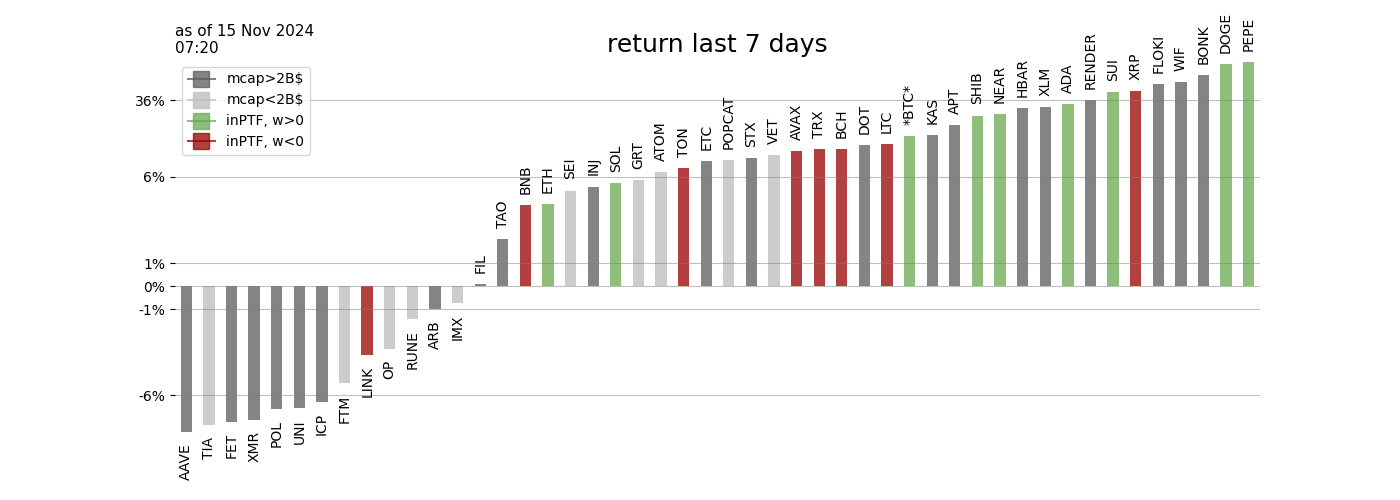 as of 15 Nov 2024
07:20
return last 7 days
mcap>2B$
mcap<2B$
inPTF, w>0
inPTF, w<0
36%
6%
1%
0%
-1%
-6%
AAVE
TIA
FET
XMR
POL
UNI
ICP
FTM
LINK
OP
RUNE
ARB
IMX
FIL
TAO
BNB
ETH
SEI
INJ
SOL
GRT
ATOM
TON
ETC
POPCAT
STX
VET
AVAX
TRX
BCH
DOT
LTC
*BTC*
KAS
APT
SHIB
NEAR
HBAR
XLM
ADA
RENDER
SUI
XRP
FLOKI
WIF
BONK
DOGE
PEPE